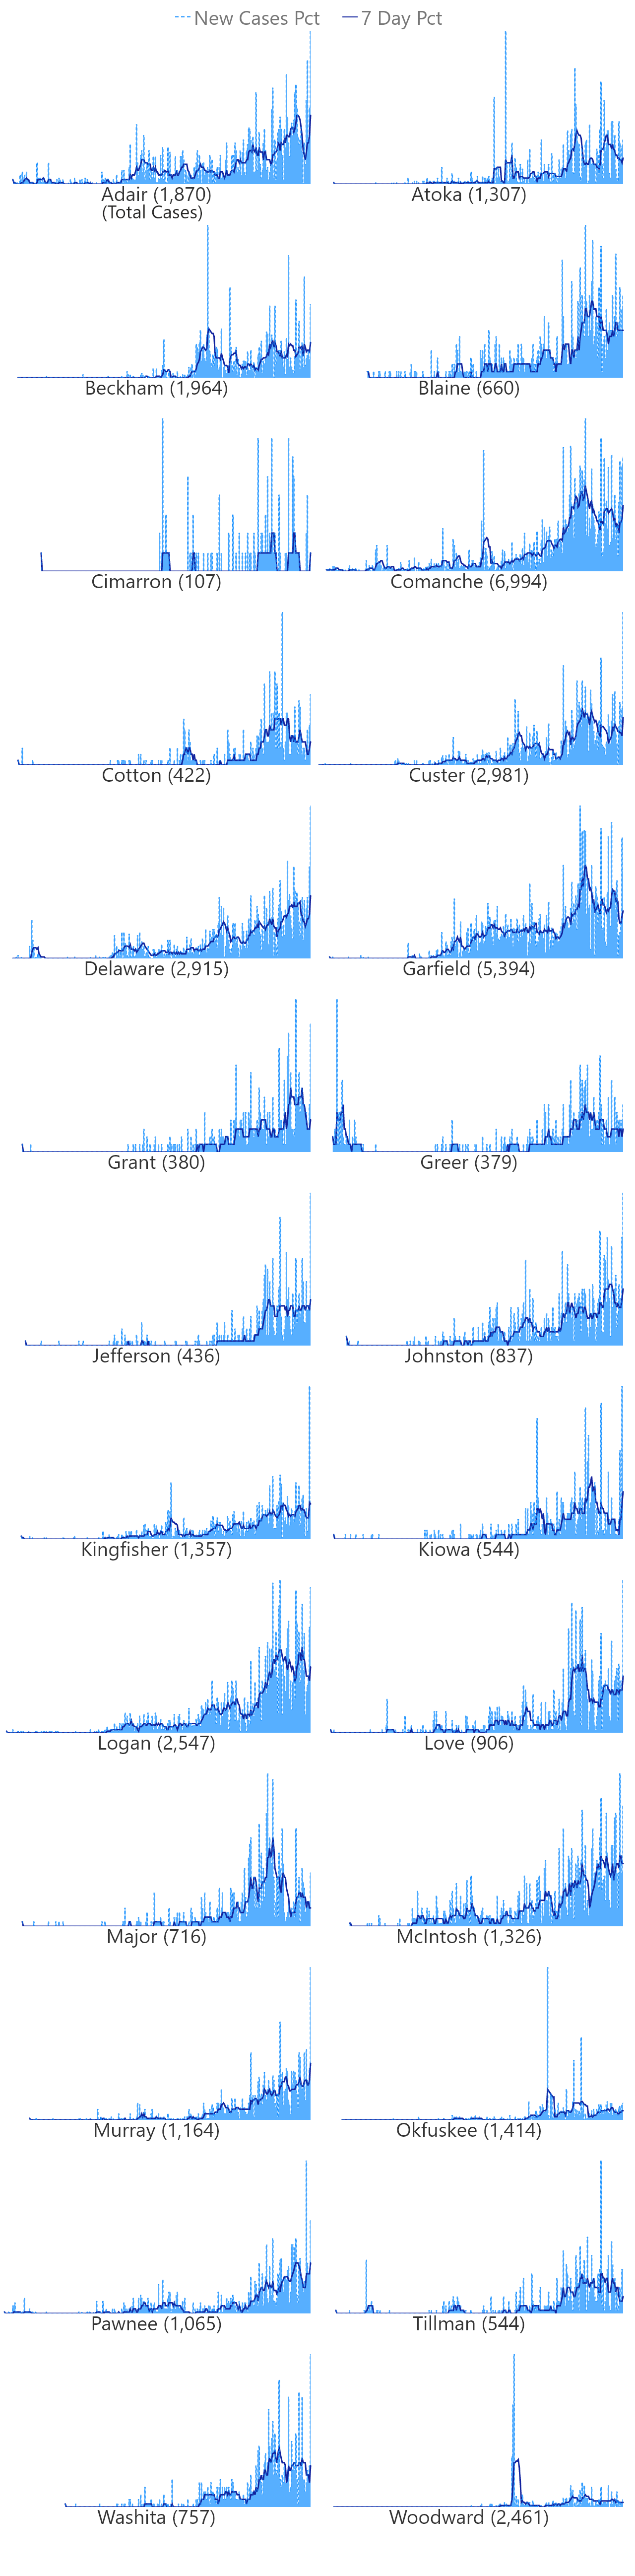 New Cases Pct 7 Day Pct
Adair (1,870) Atoka (1,307)
(Total Cases)
Beckham (1,964) Blaine (660)
Cimarron (107) Comanche (6,994)
Cotton (422) Custer (2,981)
Delaware (2,915) Garfield (5,394)
Grant (380) Greer (379)
Jefferson (436) Johnston (837)
Kingfisher (1,357) Kiowa (544)
Logan (2,547) Love (906)
Major (716) McIntosh (1,326)
Murray (1,164) Okfuskee (1,414)
Pawnee (1,065) Tillman (544)
Washita (757) Woodward (2,461)